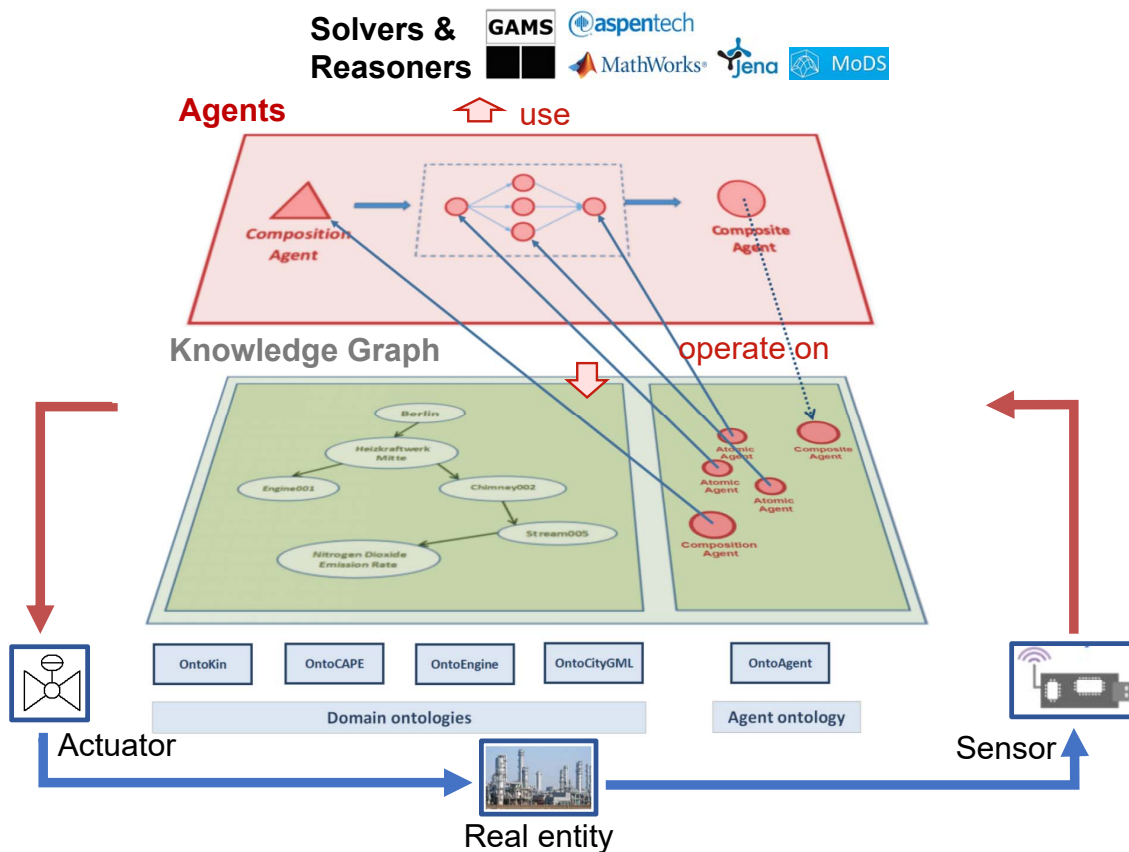 Solvers &
Reasoners
GAMS
aspentech
MathWorks®
Jena
MoDS
Agents
use
Composition
Agent
Composite
Agent
Knowledge Graph
operate on
Berlin
Heizkraftwerk
Mitte
Engine001
Chimney002
Stream005
Nitrogen Dioxide
Emission Rate
Atomic
Agent
Composite
Agent
Atomic
Agent
Atomic
Agent
Composition
Agent
OntoKin
OntoCAPE
OntoEngine
OntoCityGML
OntoAgent
Domain ontologies
Agent ontology
Actuator
Sensor
Real entity